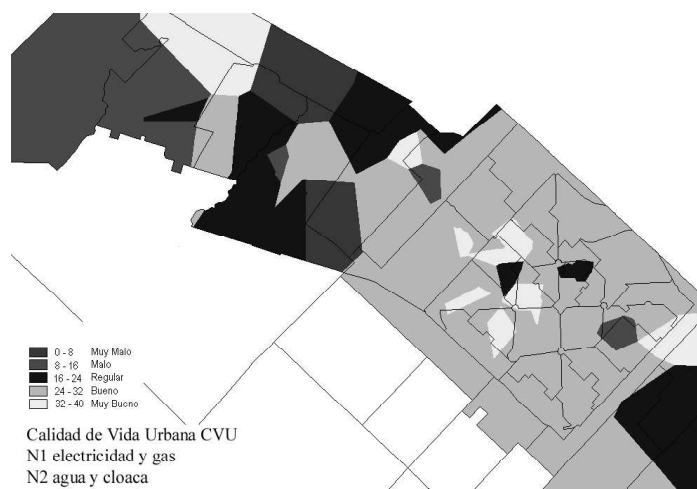 0 - 8 Muy Malo
8 - 16 Malo
16 - 24 Regular
24 - 32 Bueno
32 - 40 Muy Bueno
Calidad de Vida Urbana CVU
N1 electricidad y gas
N2 agua y cloaca